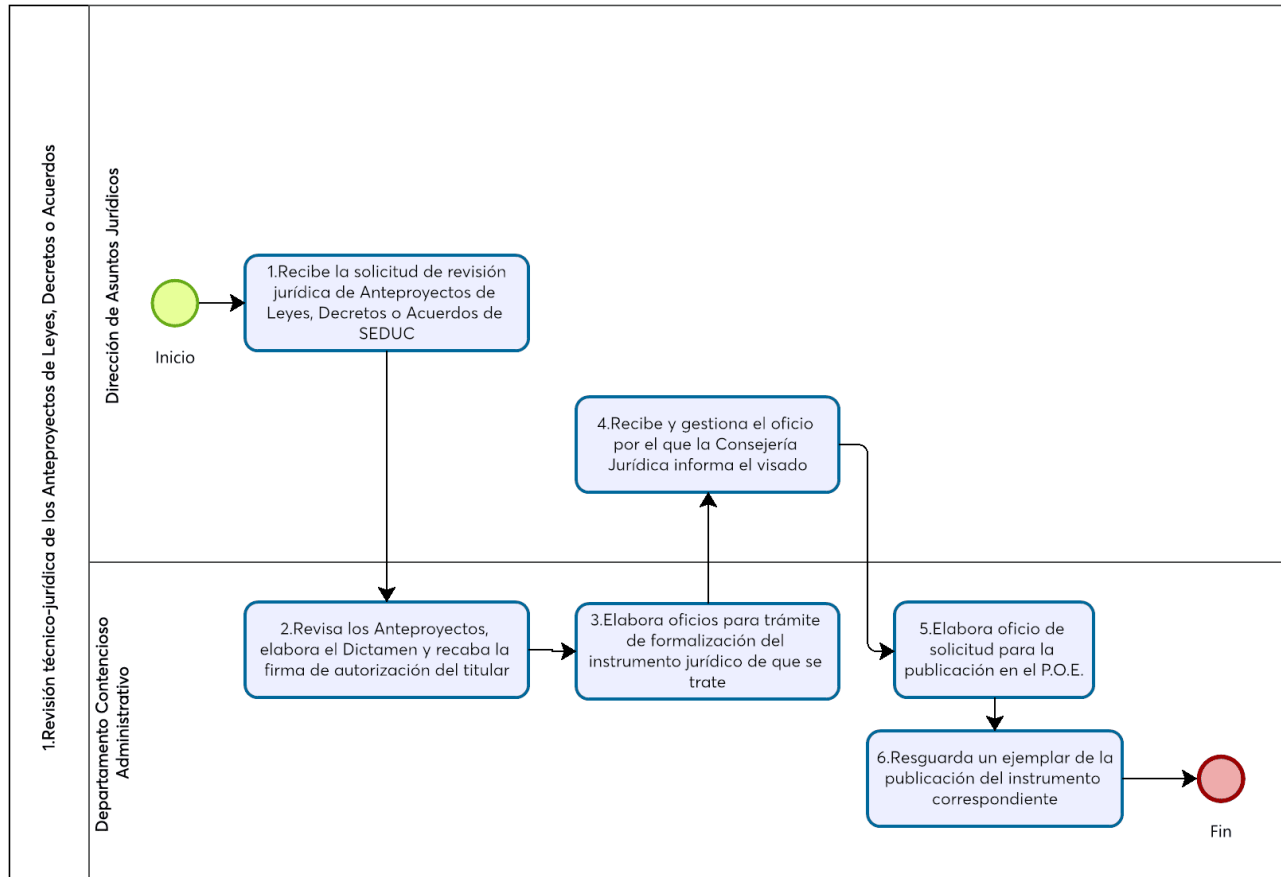 1.Revisión técnico-jurídica de los Anteproyectos de Leyes, Decretos o Acuerdos
Dirección de Asuntos Jurídicos
Inicio
1.Recibe la solicitud de revisión
jurídica de Anteproyectos de
Leyes, Decretos o Acuerdos de
SEDUC
4.Recibe y gestiona el oficio
por el que la Consejería
Jurídica informa el visado
Departamento Contencioso
Administrativo
2.Revisa los Anteproyectos,
elabora el Dictamen y recaba la
firma de autorización del titular
3.Elabora oficios para trámite
de formalización del
instrumento jurídico de que se
trate
5.Elabora oficio de
solicitud para la
publicación en el P.O.E.
6.Resguarda un ejemplar de la
publicación del instrumento
correspondiente
Fin